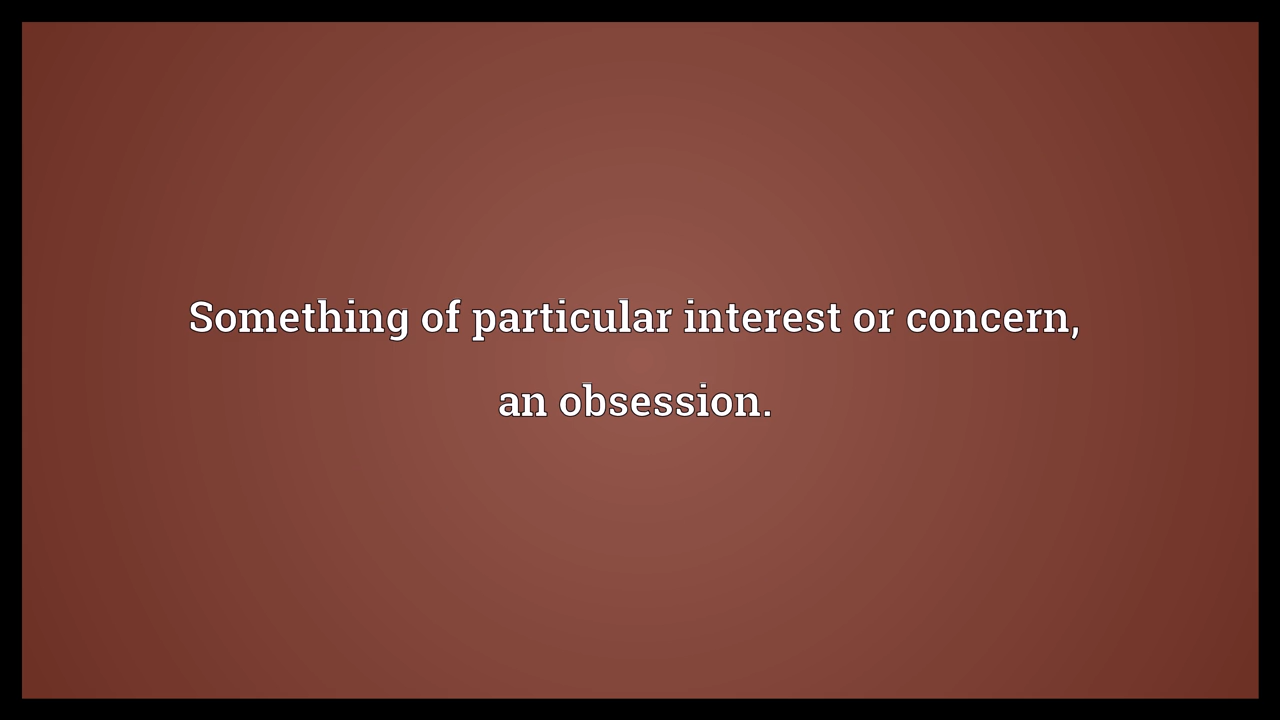 Something of particular interest or concern,
an obsession.